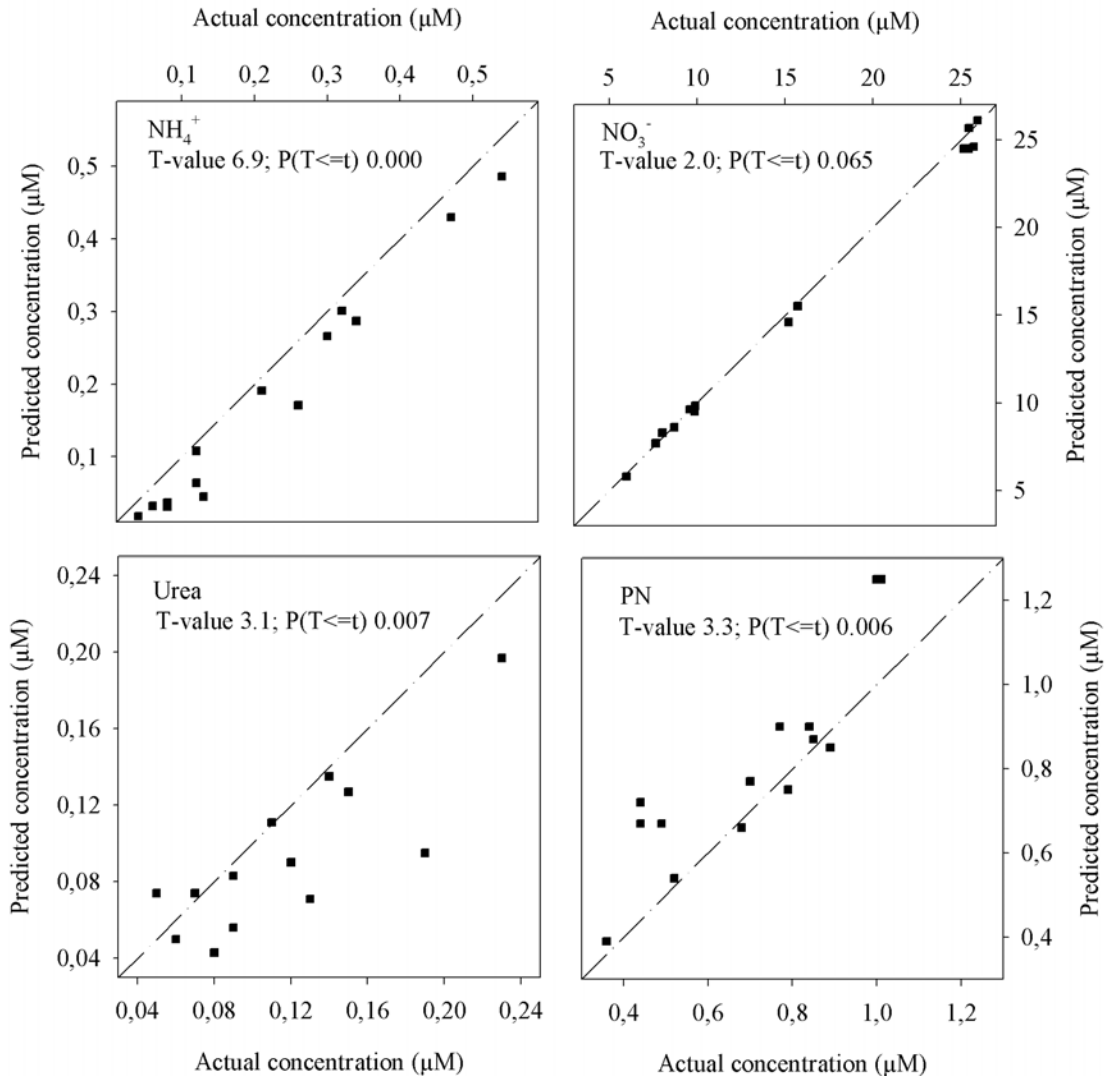 Actual concentration (µM)
Actual concentration (µM)
0,1 0,2 0,3 0,4 0,5
5 10 15 20 25
NH₄⁺
T-value 6.9; P(T<=t) 0.000
NO₃⁻
T-value 2.0; P(T<=t) 0.065
Predicted concentration (µM)
0,5
0,4
0,3
0,2
0,1
25
20
15
10
5
Predicted concentration (µM)
Urea
T-value 3.1; P(T<=t) 0.007
PN
T-value 3.3; P(T<=t) 0.006
Predicted concentration (µM)
0,24
0,20
0,16
0,12
0,08
0,04
1,2
1,0
0,8
0,6
0,4
Predicted concentration (µM)
0,04 0,08 0,12 0,16 0,20 0,24
0,4 0,6 0,8 1,0 1,2
Actual concentration (µM)
Actual concentration (µM)